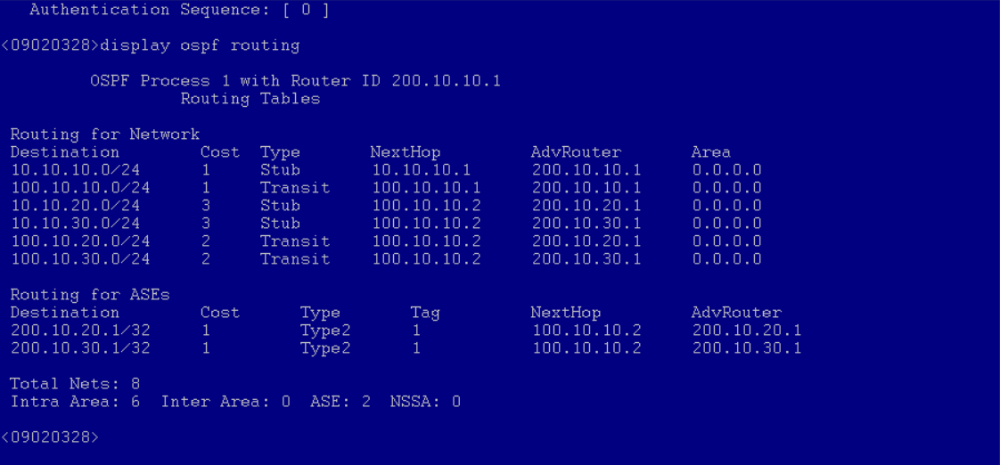 Authentication Sequence: [ 0 ]
<09020328>display ospf routing
OSPF Process 1 with Router ID 200.10.10.1
Routing Tables
Routing for Network
Destination Cost Type NextHop AdvRouter Area
10.10.10.0/24 1 Stub 10.10.10.1 200.10.10.1 0.0.0.0
100.10.10.0/24 1 Transit 100.10.10.1 200.10.10.1 0.0.0.0
10.10.20.0/24 3 Stub 100.10.10.2 200.10.20.1 0.0.0.0
10.10.30.0/24 3 Stub 100.10.10.2 200.10.30.1 0.0.0.0
100.10.20.0/24 2 Transit 100.10.10.2 200.10.20.1 0.0.0.0
100.10.30.0/24 2 Transit 100.10.10.2 200.10.30.1 0.0.0.0
Routing for ASEs
Destination Cost Type Tag NextHop AdvRouter
200.10.20.1/32 1 Type2 1 100.10.10.2 200.10.20.1
200.10.30.1/32 1 Type2 1 100.10.10.2 200.10.30.1
Total Nets: 8
Intra Area: 6 Inter Area: 0 ASE: 2 NSSA: 0
<09020328>